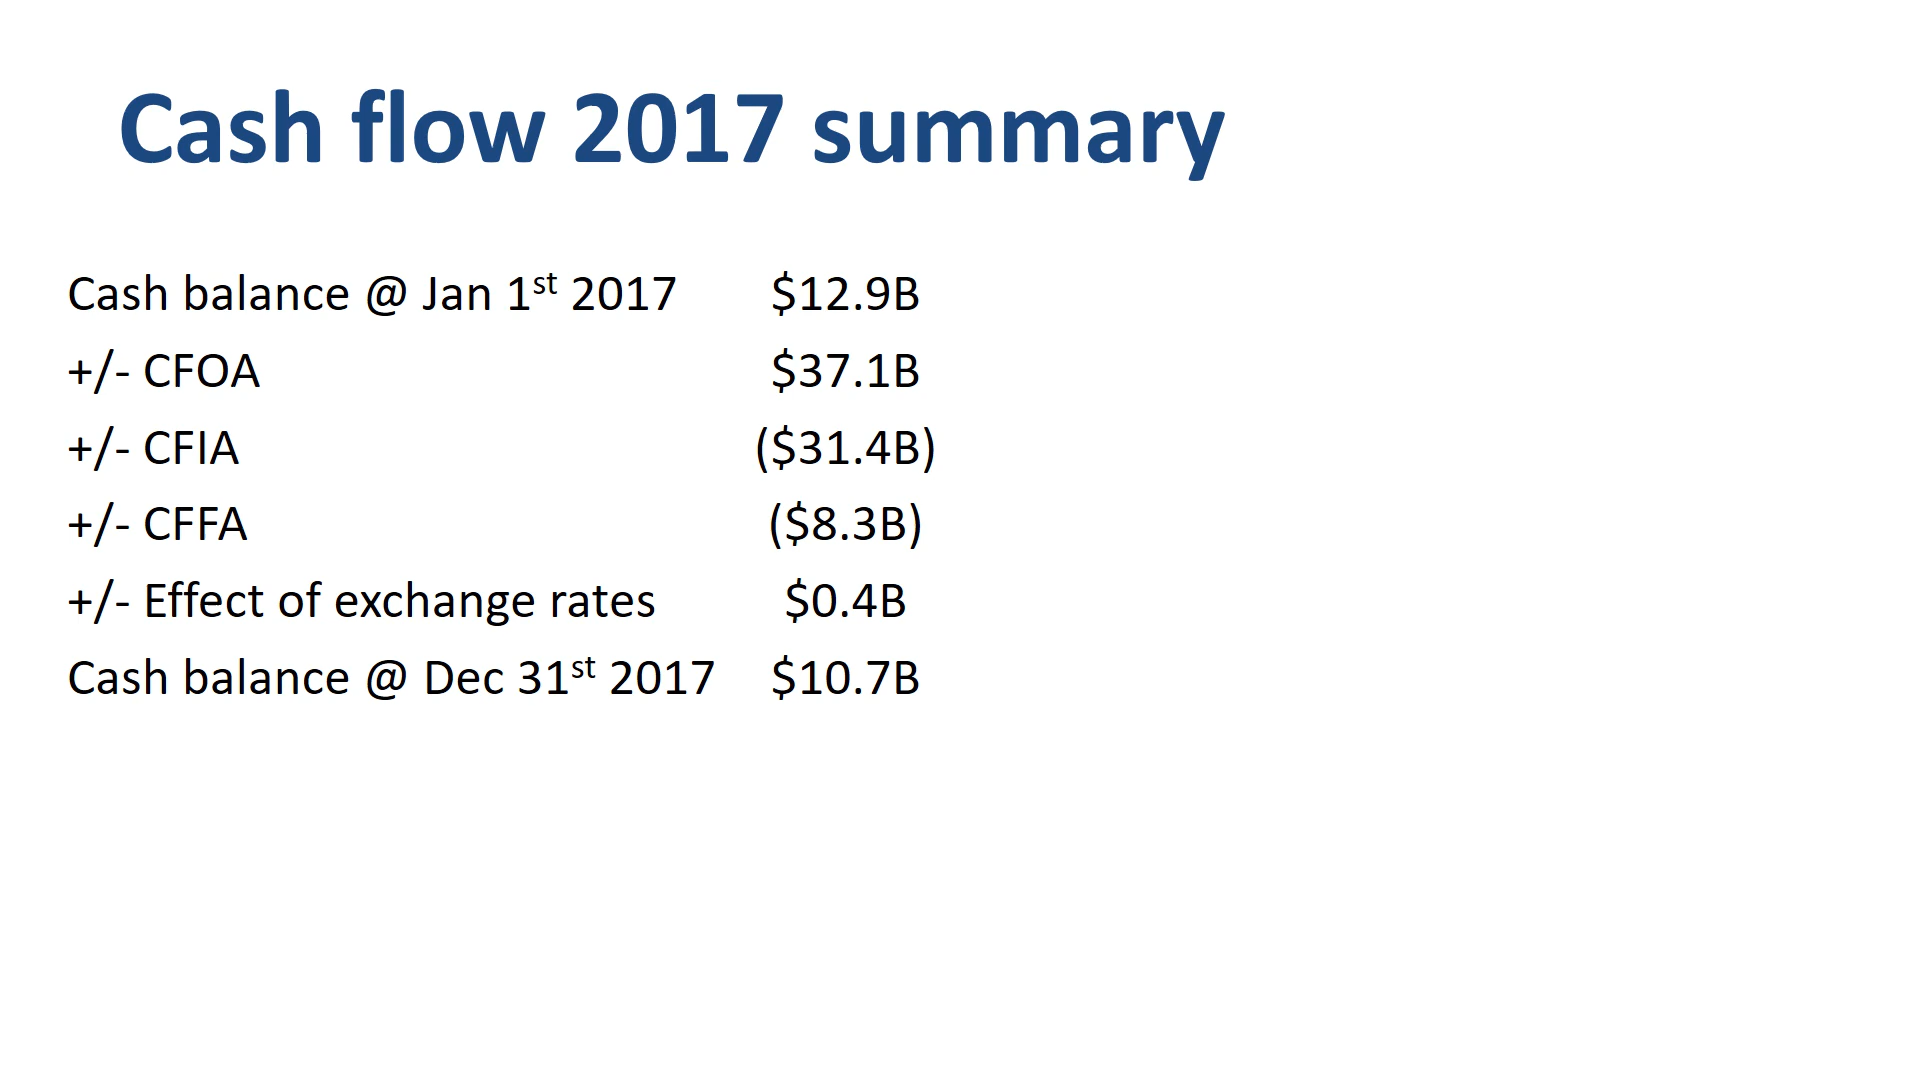 Cash flow 2017 summary
Cash balance @ Jan 1st 2017 $12.9B
+/- CFOA $37.1B
+/- CFIA ($31.4B)
+/- CFFA ($8.3B)
+/- Effect of exchange rates $0.4B
Cash balance @ Dec 31st 2017 $10.7B